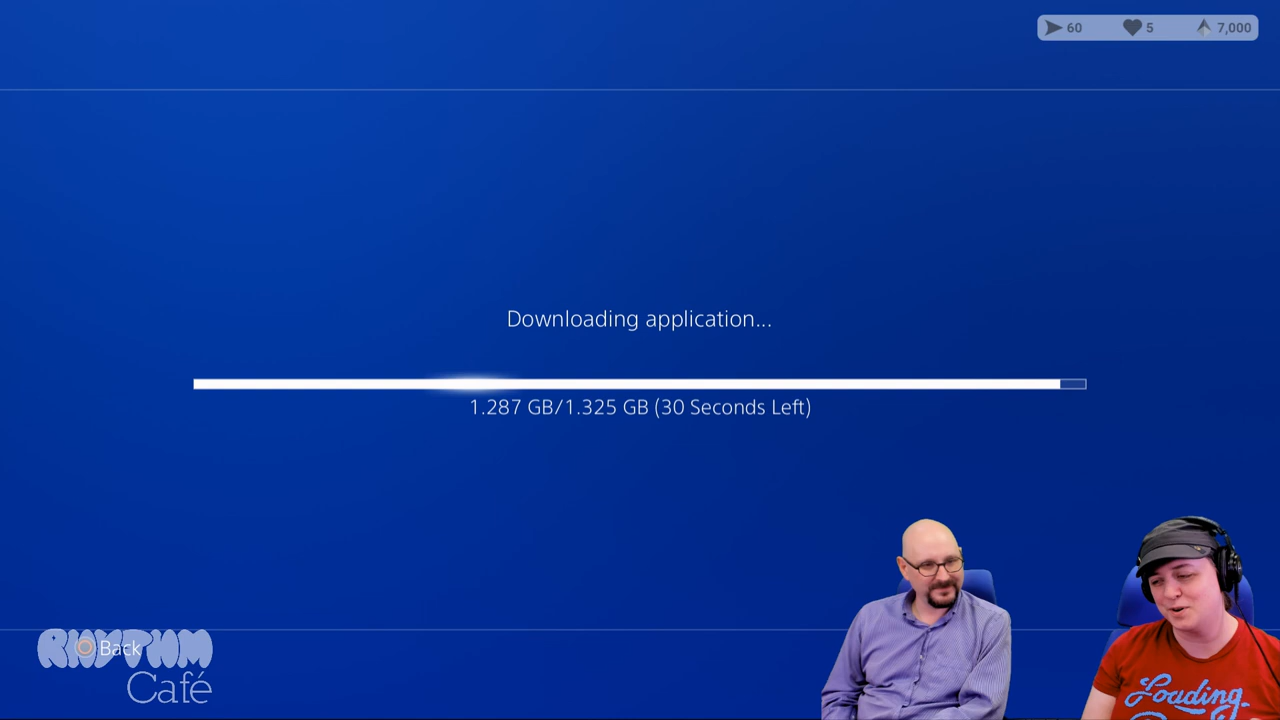 60 5 7,000
Downloading application...
1.287 GB/1.325 GB (30 Seconds Left)
Back
RHYTHM
Café
Loading